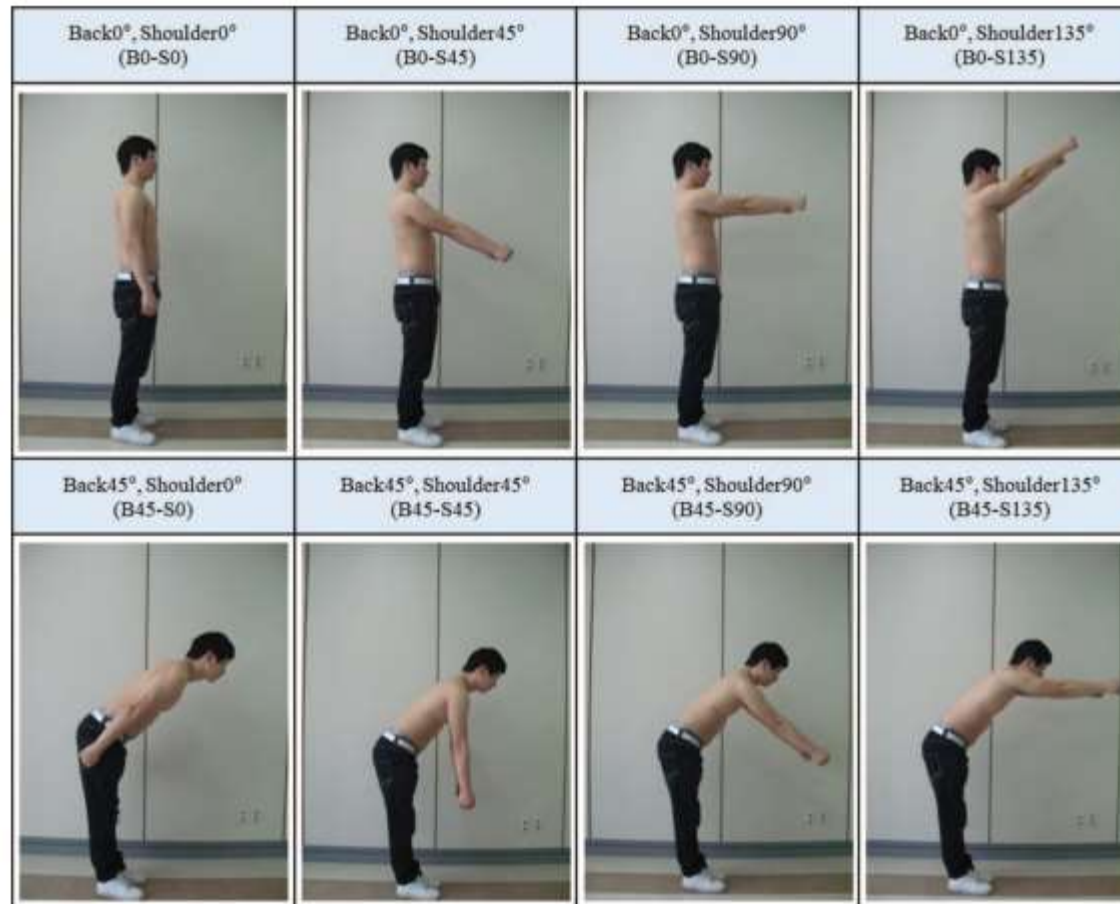 Back0°, Shoulder0°
(B0-S0)
Back0°, Shoulder45°
(B0-S45)
Back0°, Shoulder90°
(B0-S90)
Back0°, Shoulder135°
(B0-S135)
Back45°, Shoulder0°
(B45-S0)
Back45°, Shoulder45°
(B45-S45)
Back45°, Shoulder90°
(B45-S90)
Back45°, Shoulder135°
(B45-S135)